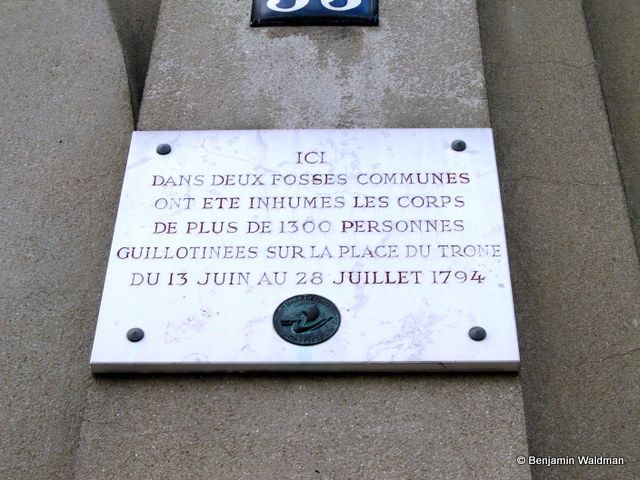 ICI
DANS DEUX FOSSES COMMUNES
ONT ETE INHUMES LES CORPS
DE PLUS DE 1300 PERSONNES
GUILLOTINEES SUR LA PLACE DU TRONE
DU 13 JUIN AU 28 JUILLET 1794
© Benjamin Waldman